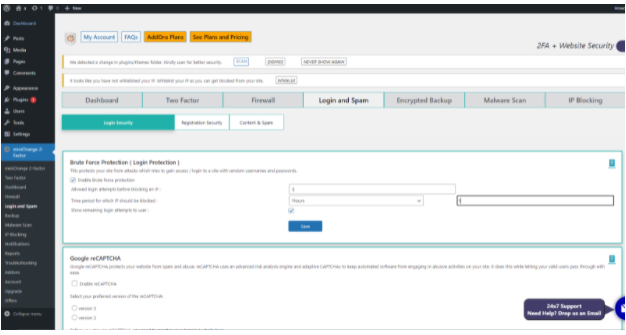 + New
Dashboard
Posts
Media
Pages
Comments
Appearance
Plugins
Users
Tools
Settings
miniOrange 2-Factor
miniOrange 2-Factor
Two Factor
Dashboard
Firewall
Login and Spam
Backup
Malware Scan
IP Blocking
Notifications
Reports
Troubleshooting
Addons
Account
Upgrade
Offers
Collapse menu
My Account
FAQs
AddOns Plans
See Plans and Pricing
2FA + Website Security
We detected a change in plugins/themes folder. Kindly scan for better security.
SCAN
DISMISS
NEVER SHOW AGAIN
It looks like you have not whitelisted your IP. Whitelist your IP as you can get blocked from your site.
WHITELIST
Dashboard
Two Factor
Firewall
Login and Spam
Encrypted Backup
Malware Scan
IP Blocking
Login Security
Registration Security
Content & Spam
Brute Force Protection ( Login Protection )
This protects your site from attacks which tries to gain access / login to a site with random usernames and passwords.
Enable brute force protection
Allowed login attempts before blocking an IP :
Time period for which IP should be blocked :
Hours
Show remaining login attempts to user :
Save
Google reCAPTCHA
Google reCAPTCHA protects your website from spam and abuse. reCAPTCHA uses an advanced risk analysis engine and adaptive CAPTCHAs to keep automated software from engaging in abusive activities on your site. It does this while letting your valid users pass through with
ease.
Enable reCAPTCHA
Select your preferred version of the reCAPTCHA
version 3
version 2
24x7 Support
Need Help? Drop us an Email